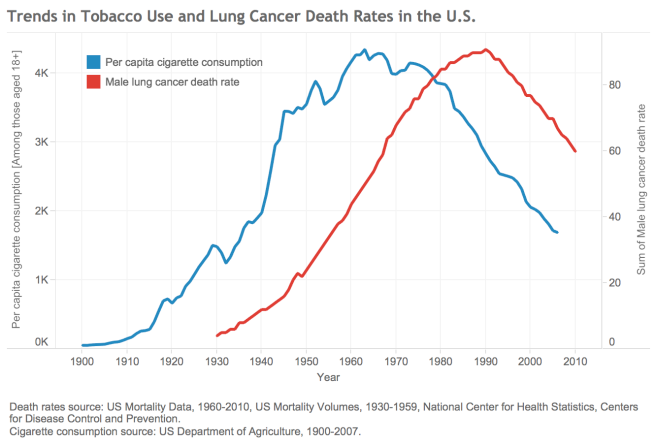 Trends in Tobacco Use and Lung Cancer Death Rates in the U.S.
Per capita cigarette consumption
Male lung cancer death rate
Per capita cigarette consumption [Among those aged 18+]
4K
3K
2K
1K
0K
80
60
40
20
0
Sum of Male lung cancer death rate
1900 1910 1920 1930 1940 1950 1960 1970 1980 1990 2000 2010
Year
Death rates source: US Mortality Data, 1960-2010, US Mortality Volumes, 1930-1959, National Center for Health Statistics, Centers
for Disease Control and Prevention.
Cigarette consumption source: US Department of Agriculture, 1900-2007.